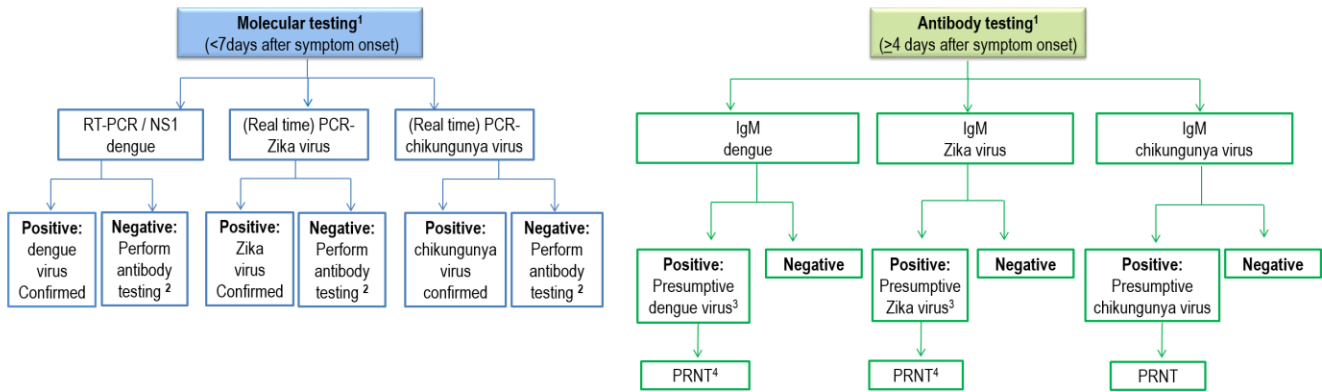 Molecular testing¹
(<7days after symptom onset)
RT-PCR / NS1
dengue
(Real time) PCR-
Zika virus
(Real time) PCR-
chikungunya virus
Positive:
dengue
virus
Confirmed
Negative:
Perform
antibody
testing ²
Positive:
Zika
virus
Confirmed
Negative:
Perform
antibody
testing ²
Positive:
chikungunya
virus
confirmed
Negative:
Perform
antibody
testing ²
Antibody testing¹
(≥4 days after symptom onset)
IgM
dengue
IgM
Zika virus
IgM
chikungunya virus
Positive:
Presumptive
dengue virus³
Negative
Positive:
Presumptive
Zika virus³
Negative
Positive:
Presumptive
chikungunya virus
Negative
PRNT⁴
PRNT⁴
PRNT